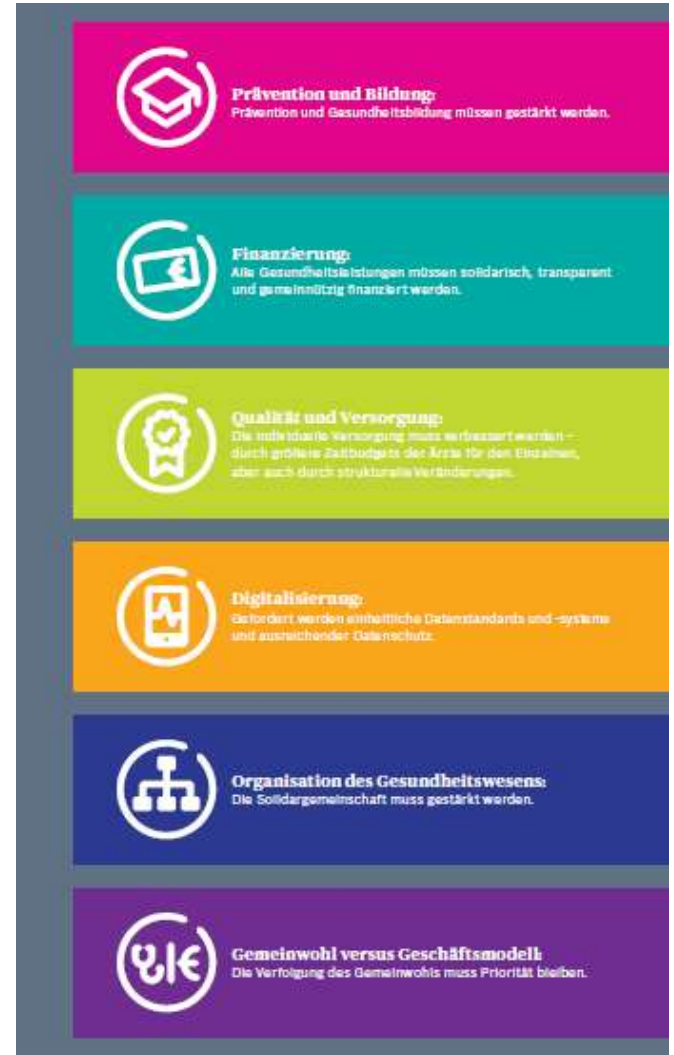 Prävention und Bildung:
Prävention und Gesundheitsbildung müssen gestärkt werden.
Finanzierung:
Alle Gesundheitsleistungen müssen solidarisch, transparent
und gemeinnützig finanziert werden.
Qualität und Versorgung:
Die individuelle Versorgung muss verbessert werden –
durch größere Zeitbudgets der Ärzte für den Einzelnen,
aber auch durch strukturelle Veränderungen.
Digitalisierung:
Gefordert werden einheitliche Datenstandards und -systeme
und ausreichender Datenschutz.
Organisation des Gesundheitswesens:
Die Solidargemeinschaft muss gestärkt werden.
Gemeinwohl versus Geschäftsmodell:
Die Verfolgung des Gemeinwohls muss Priorität bleiben.